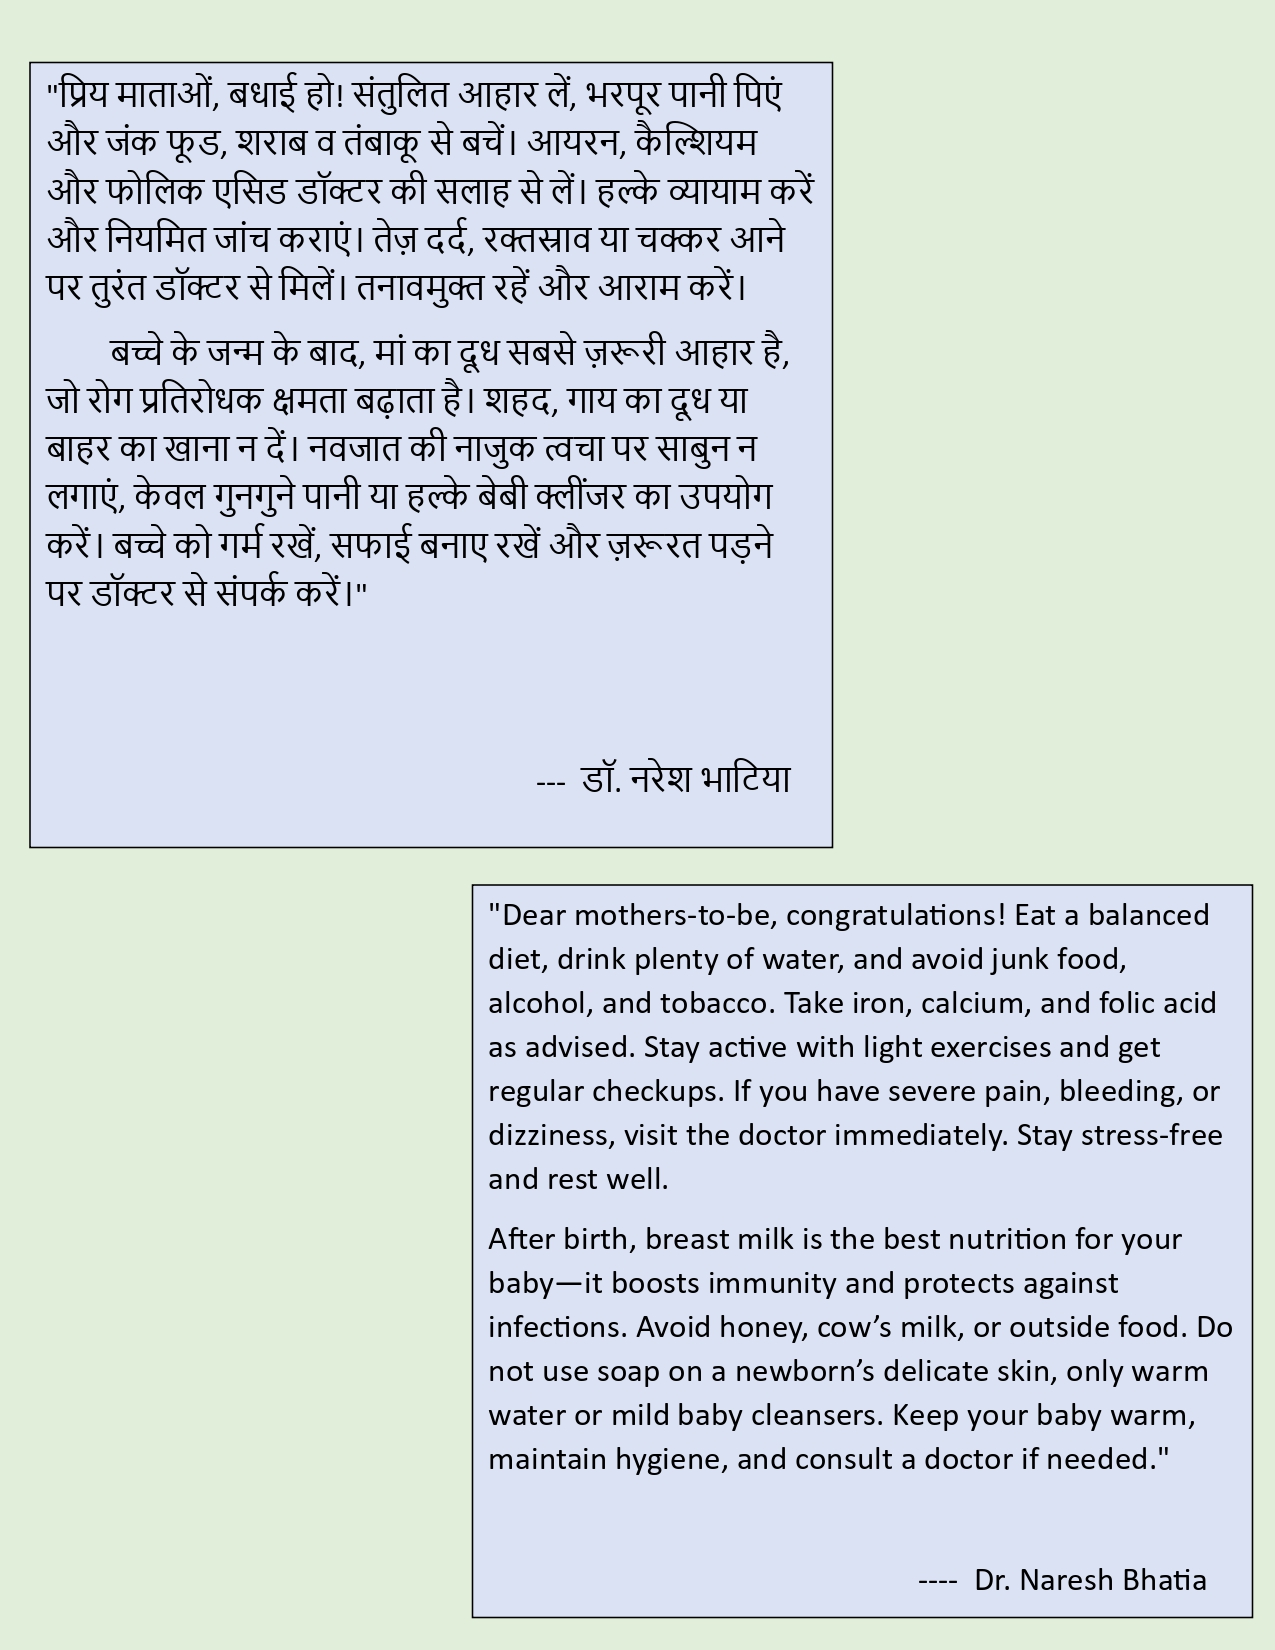 "प्रिय माताओं, बधाई हो! संतुलित आहार लें, भरपूर पानी पिएं
और जंक फूड, शराब व तंबाकू से बचें। आयरन, कैल्शियम
और फोलिक एसिड डॉक्टर की सलाह से लें। हल्के व्यायाम करें
और नियमित जांच कराएं। तेज़ दर्द, रक्तस्राव या चक्कर आने
पर तुरंत डॉक्टर से मिलें। तनावमुक्त रहें और आराम करें।
बच्चे के जन्म के बाद, मां का दूध सबसे ज़रूरी आहार है,
जो रोग प्रतिरोधक क्षमता बढ़ाता है। शहद, गाय का दूध या
बाहर का खाना न दें। नवजात की नाजुक त्वचा पर साबुन न
लगाएं, केवल गुनगुने पानी या हल्के बेबी क्लींजर का उपयोग
करें। बच्चे को गर्म रखें, सफाई बनाए रखें और ज़रूरत पड़ने
पर डॉक्टर से संपर्क करें।"
--- डॉ. नरेश भाटिया
"Dear mothers-to-be, congratulations! Eat a balanced
diet, drink plenty of water, and avoid junk food,
alcohol, and tobacco. Take iron, calcium, and folic acid
as advised. Stay active with light exercises and get
regular checkups. If you have severe pain, bleeding, or
dizziness, visit the doctor immediately. Stay stress-free
and rest well.
After birth, breast milk is the best nutrition for your
baby—it boosts immunity and protects against
infections. Avoid honey, cow’s milk, or outside food. Do
not use soap on a newborn’s delicate skin, only warm
water or mild baby cleansers. Keep your baby warm,
maintain hygiene, and consult a doctor if needed."
---- Dr. Naresh Bhatia